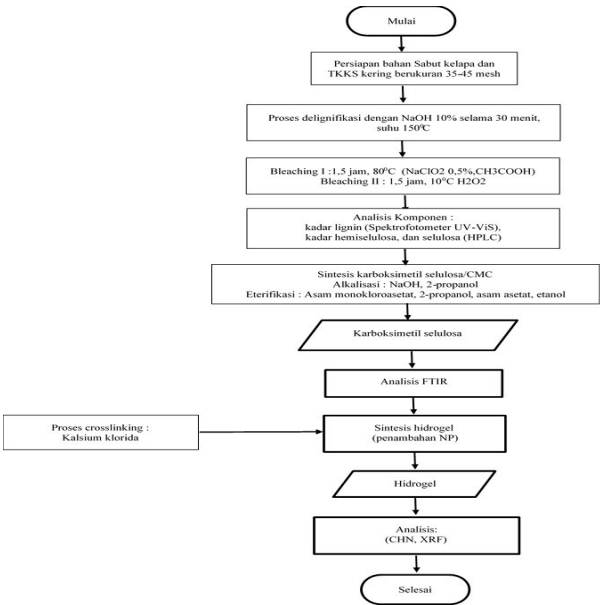 Mulai
Persiapan bahan Sabut kelapa dan
TKKS kering berukuran 35-45 mesh
Proses delignifikasi dengan NaOH 10% selama 30 menit,
suhu 150⁰C
Bleaching I :1,5 jam, 80⁰C (NaClO2 0,5%,CH3COOH)
Bleaching II : 1,5 jam, 10⁰C H2O2
Analisis Komponen :
kadar lignin (Spektrofotometer UV-ViS),
kadar hemiselulosa, dan selulosa (HPLC)
Sintesis karboksimetil selulosa/CMC
Alkalisasi : NaOH, 2-propanol
Eterifikasi : Asam monokloroasetat, 2-propanol, asam asetat, etanol
Karboksimetil selulosa
Analisis FTIR
Proses crosslinking :
Kalsium klorida
Sintesis hidrogel
(penambahan NP)
Hidrogel
Analisis:
(CHN, XRF)
Selesai